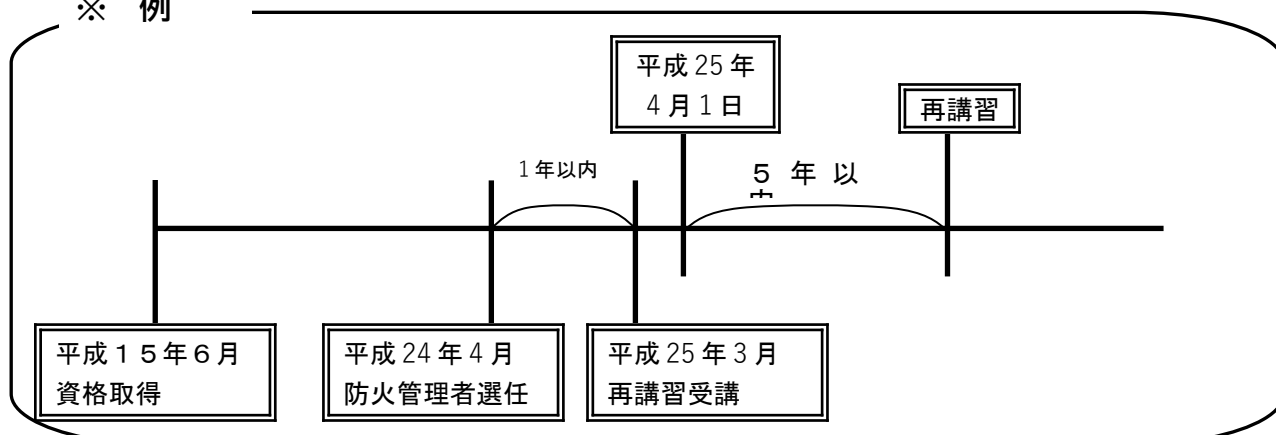 ※ 例
平成25年
4月1日
再講習
1年以内
５ 年 以
内
平成１５年６月
資格取得
平成24年4月
防火管理者選任
平成25年3月
再講習受講